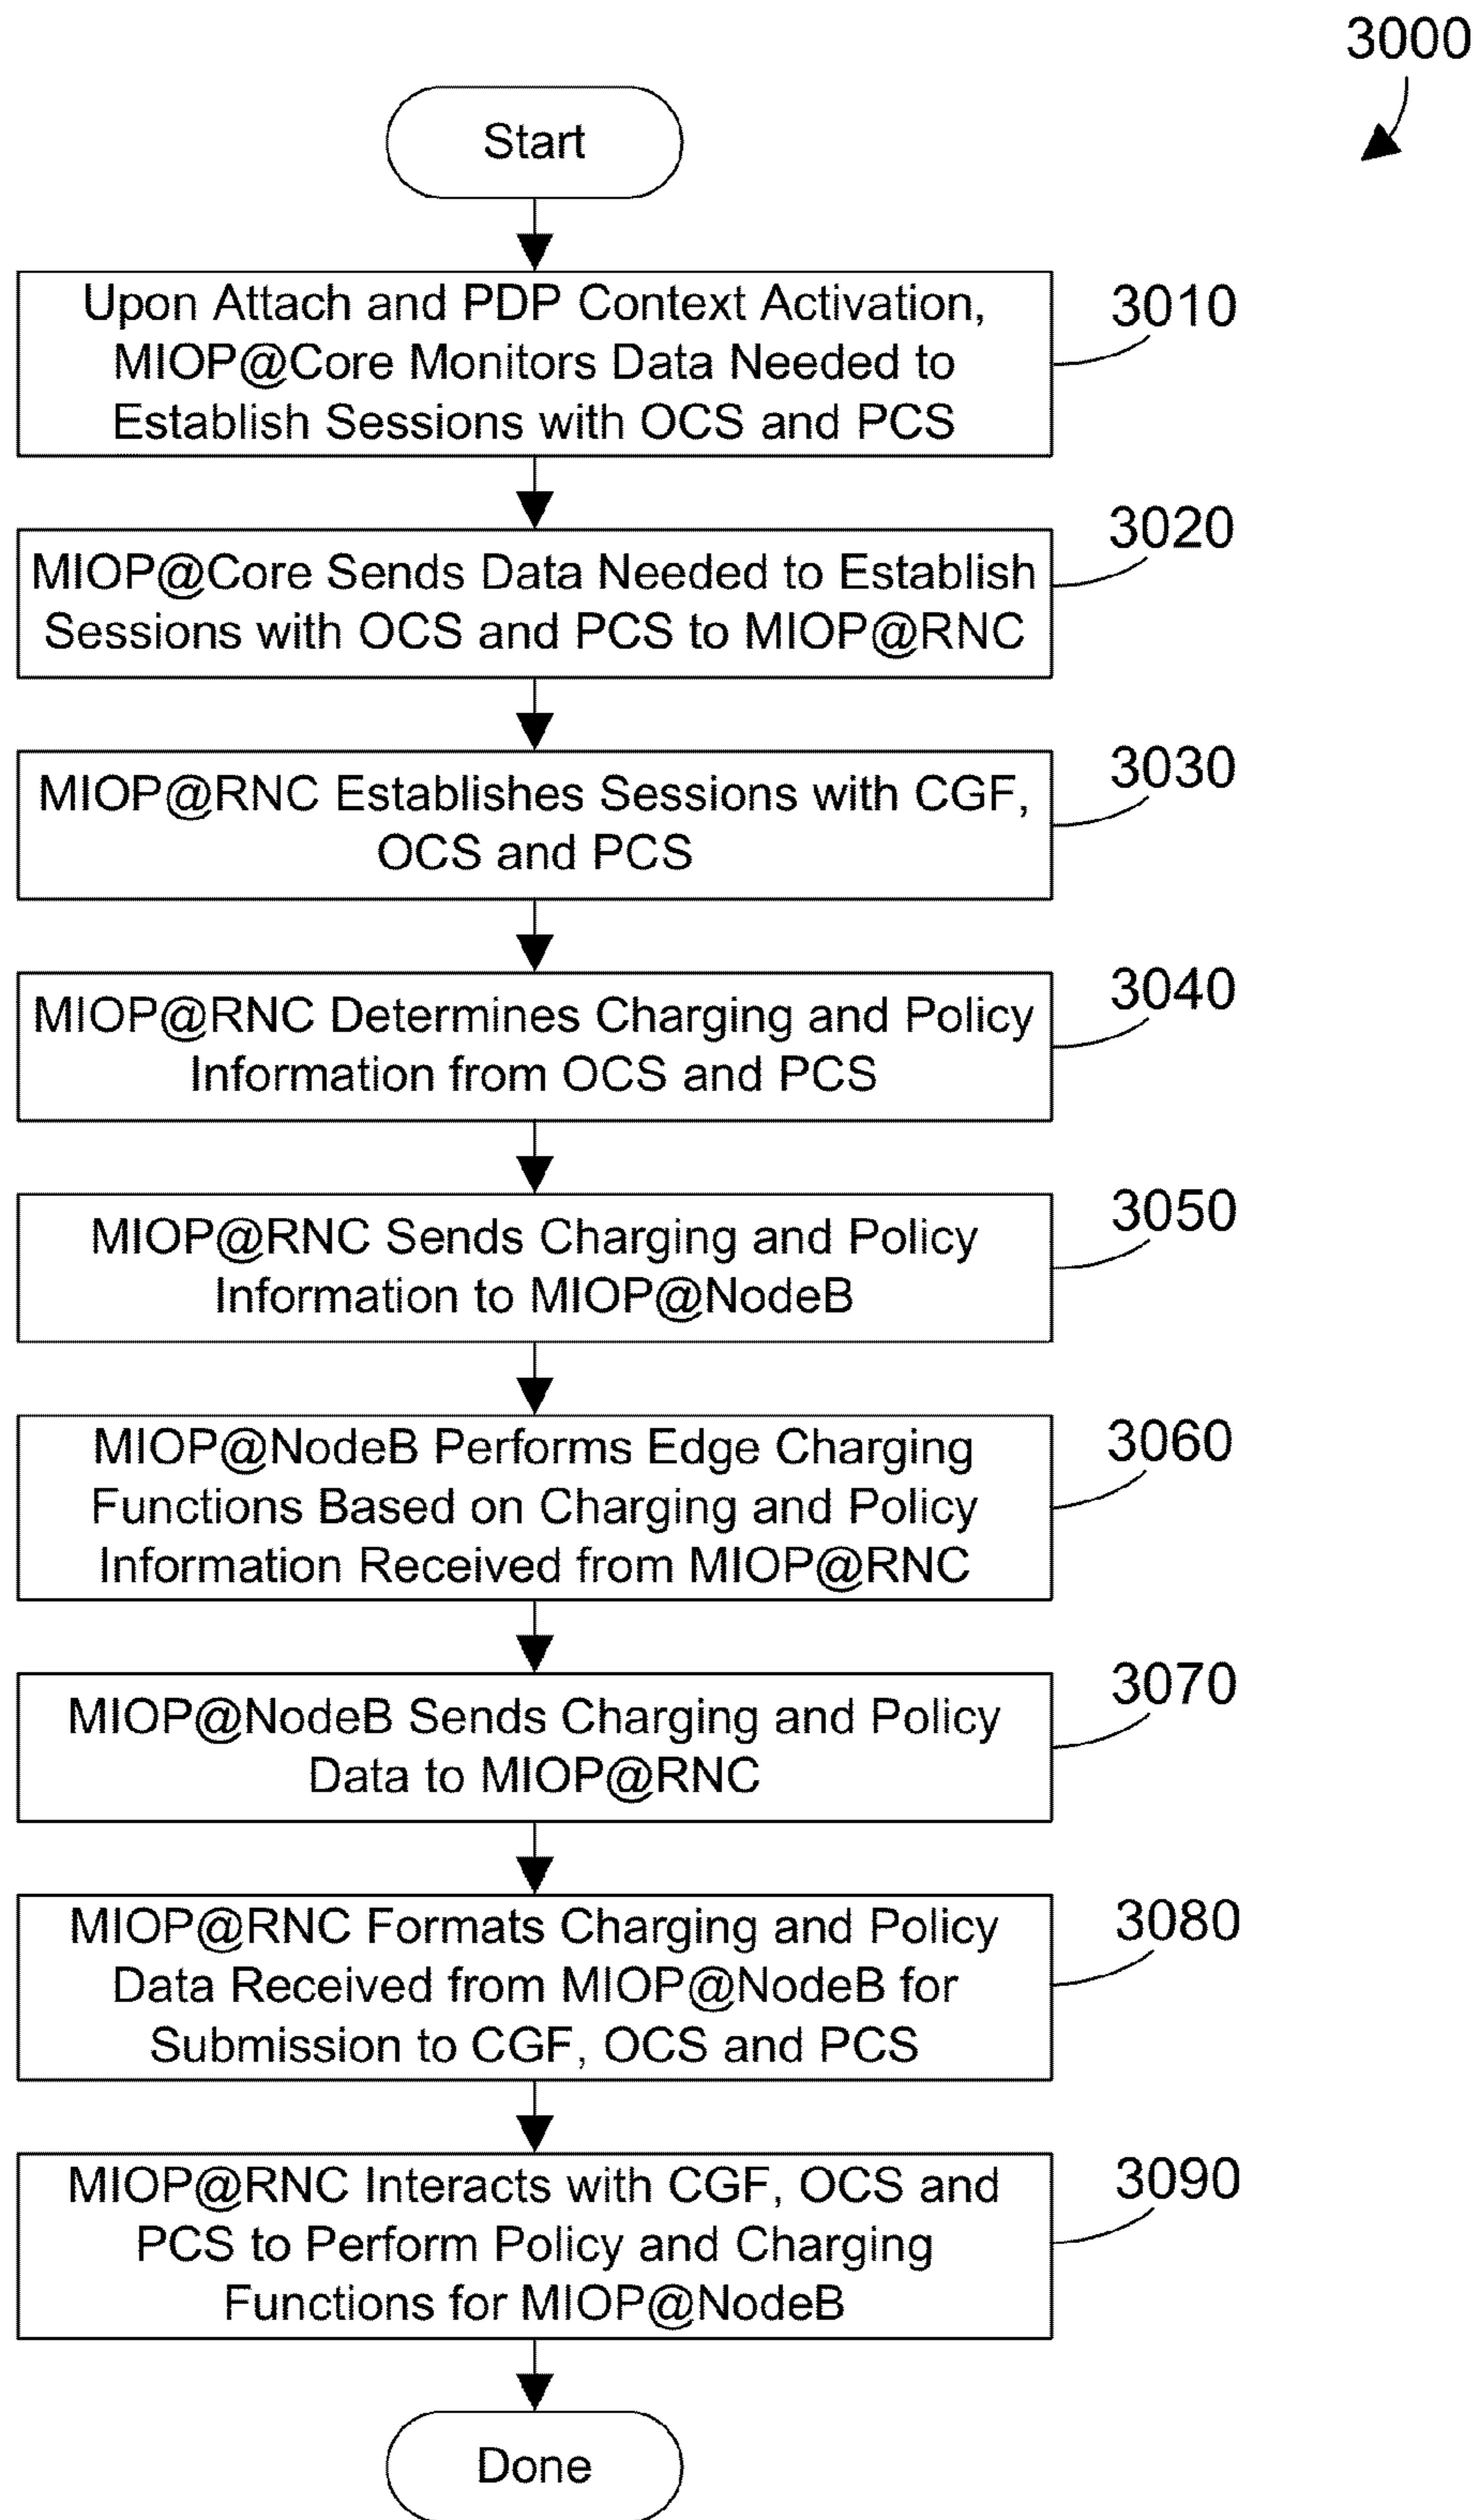 3000
Start
Upon Attach and PDP Context Activation,
MIOP@Core Monitors Data Needed to
Establish Sessions with OCS and PCS
3010
MIOP@Core Sends Data Needed to Establish
Sessions with OCS and PCS to MIOP@RNC
3020
MIOP@RNC Establishes Sessions with CGF,
OCS and PCS
3030
MIOP@RNC Determines Charging and Policy
Information from OCS and PCS
3040
MIOP@RNC Sends Charging and Policy
Information to MIOP@NodeB
3050
MIOP@NodeB Performs Edge Charging
Functions Based on Charging and Policy
Information Received from MIOP@RNC
3060
MIOP@NodeB Sends Charging and Policy
Data to MIOP@RNC
3070
MIOP@RNC Formats Charging and Policy
Data Received from MIOP@NodeB for
Submission to CGF, OCS and PCS
3080
MIOP@RNC Interacts with CGF, OCS and
PCS to Perform Policy and Charging
Functions for MIOP@NodeB
3090
Done